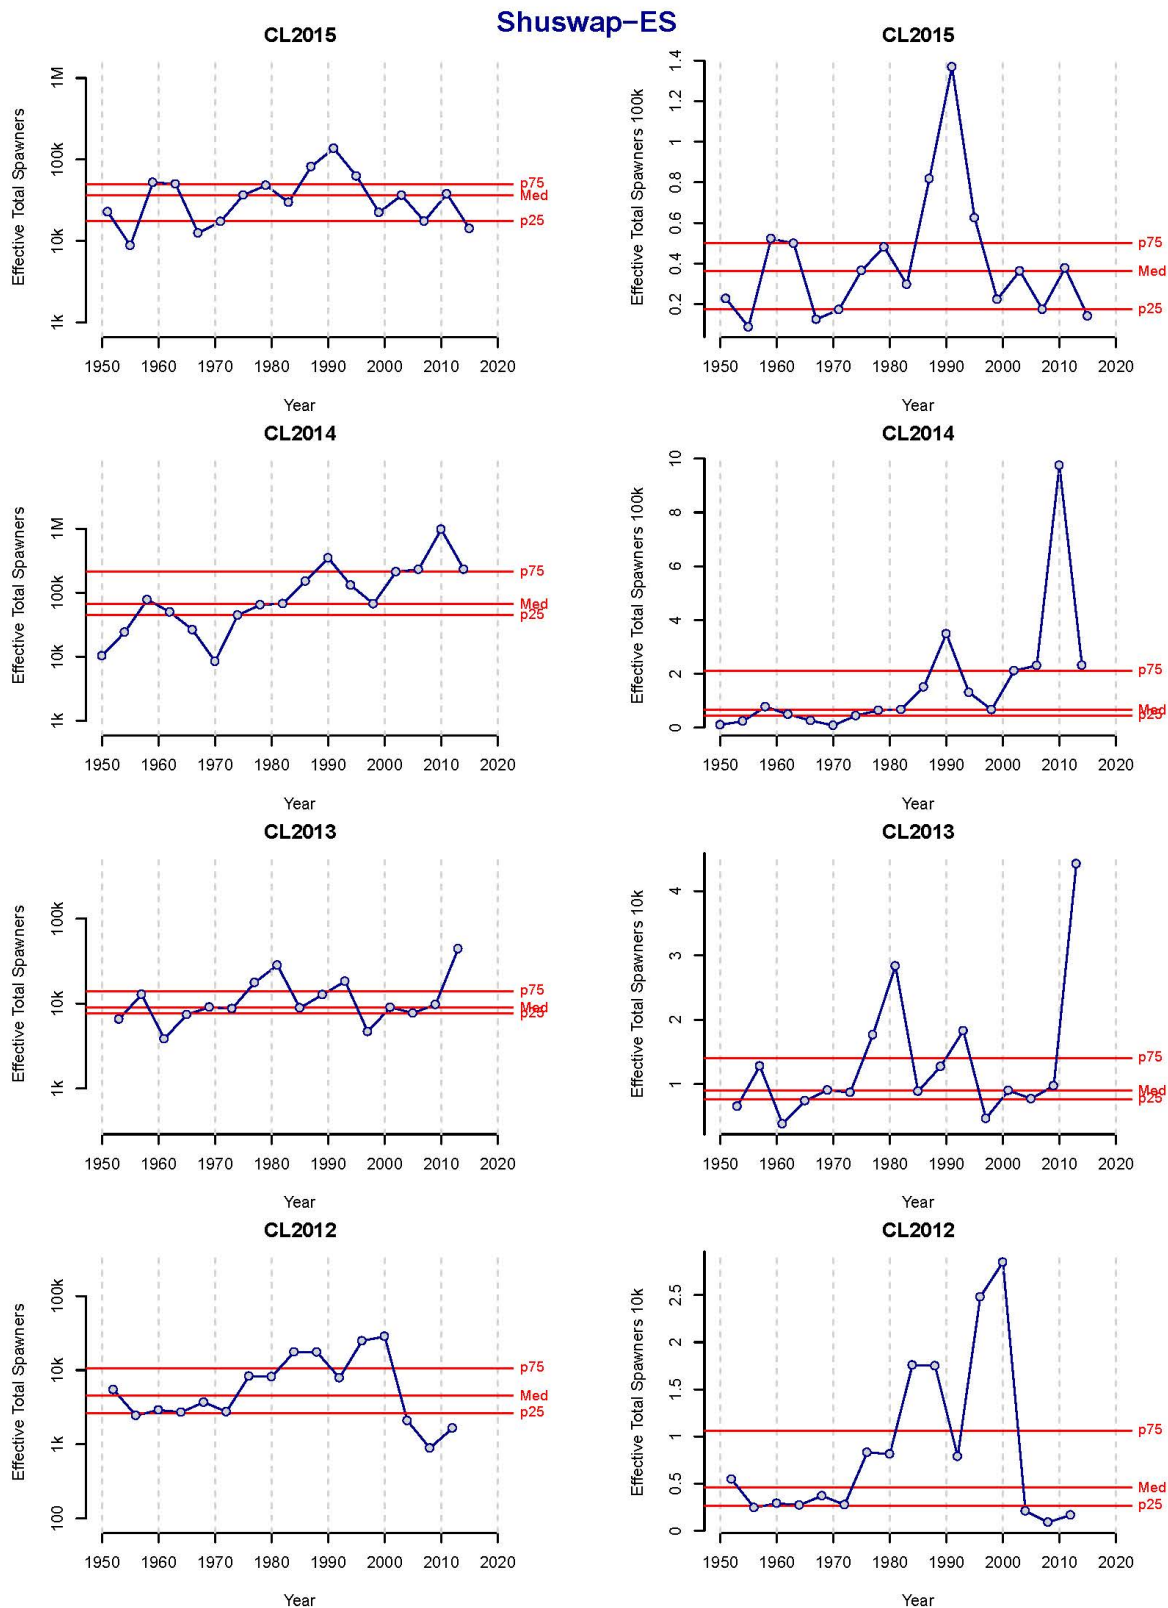 Shuswap−ES
CL2015
Effective Total Spawners
1k 10k 100k 1M
p75
Med
p25
1950 1960 1970 1980 1990 2000 2010 2020
Year
CL2015
Effective Total Spawners 100k
0.2 0.4 0.6 0.8 1 1.2 1.4
p75
Med
p25
1950 1960 1970 1980 1990 2000 2010 2020
Year
CL2014
Effective Total Spawners
1k 10k 100k 1M
p75
Med
p25
1950 1960 1970 1980 1990 2000 2010 2020
Year
CL2014
Effective Total Spawners 100k
0 2 4 6 8 10
p75
Med
p25
1950 1960 1970 1980 1990 2000 2010 2020
Year
CL2013
Effective Total Spawners
1k 10k 100k
p75
Med
p25
1950 1960 1970 1980 1990 2000 2010 2020
Year
CL2013
Effective Total Spawners 10k
1 2 3 4
p75
Med
p25
1950 1960 1970 1980 1990 2000 2010 2020
Year
CL2012
Effective Total Spawners
100 1k 10k 100k
p75
Med
p25
1950 1960 1970 1980 1990 2000 2010 2020
Year
CL2012
Effective Total Spawners 10k
0 0.5 1 1.5 2 2.5
p75
Med
p25
1950 1960 1970 1980 1990 2000 2010 2020
Year